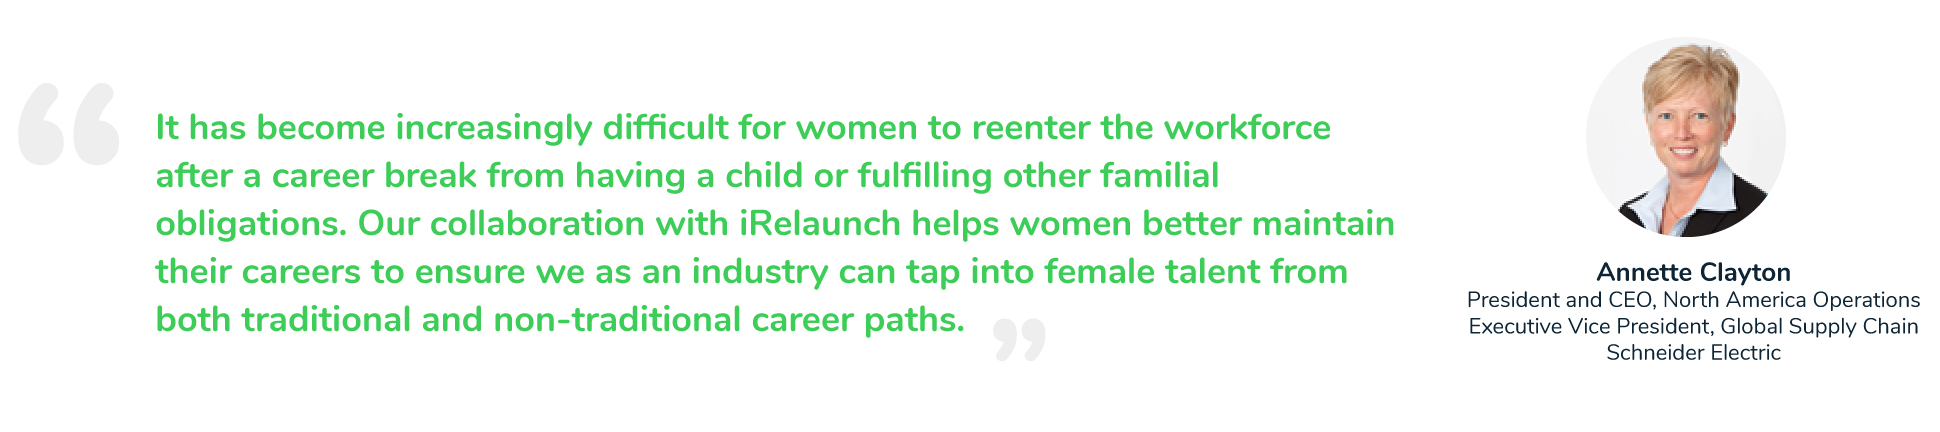 “
It has become increasingly difficult for women to reenter the workforce
after a career break from having a child or fulfilling other familial
obligations. Our collaboration with iRelaunch helps women better maintain
their careers to ensure we as an industry can tap into female talent from
both traditional and non-traditional career paths. ”
Annette Clayton
President and CEO, North America Operations
Executive Vice President, Global Supply Chain
Schneider Electric